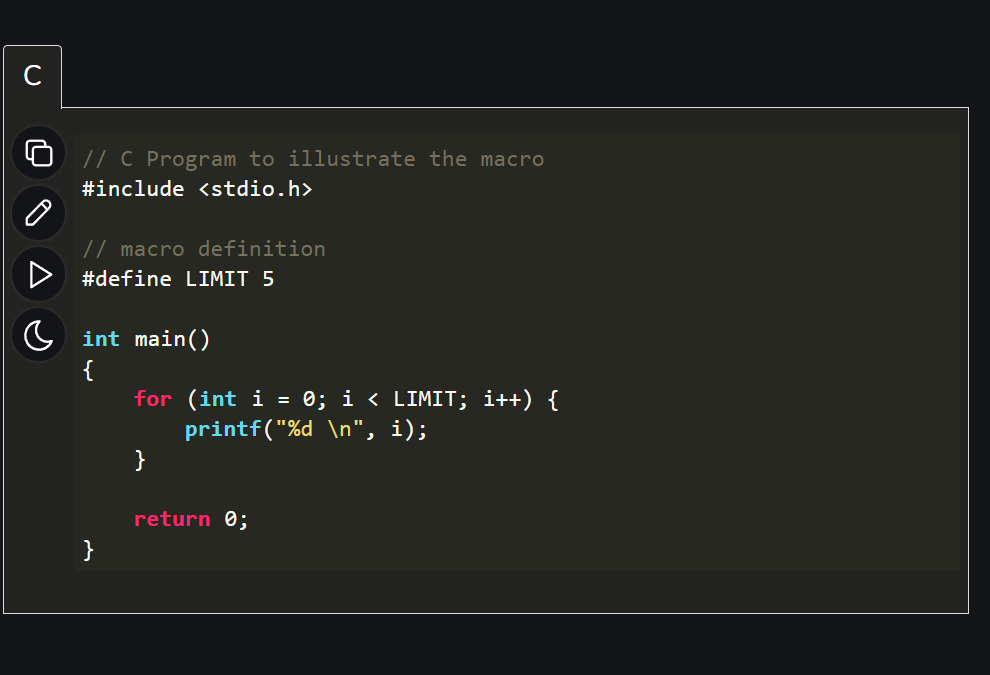 C
// C Program to illustrate the macro
#include <stdio.h>
// macro definition
#define LIMIT 5
int main()
{
    for (int i = 0; i < LIMIT; i++) {
        printf("%d \n", i);
    }
    return 0;
}